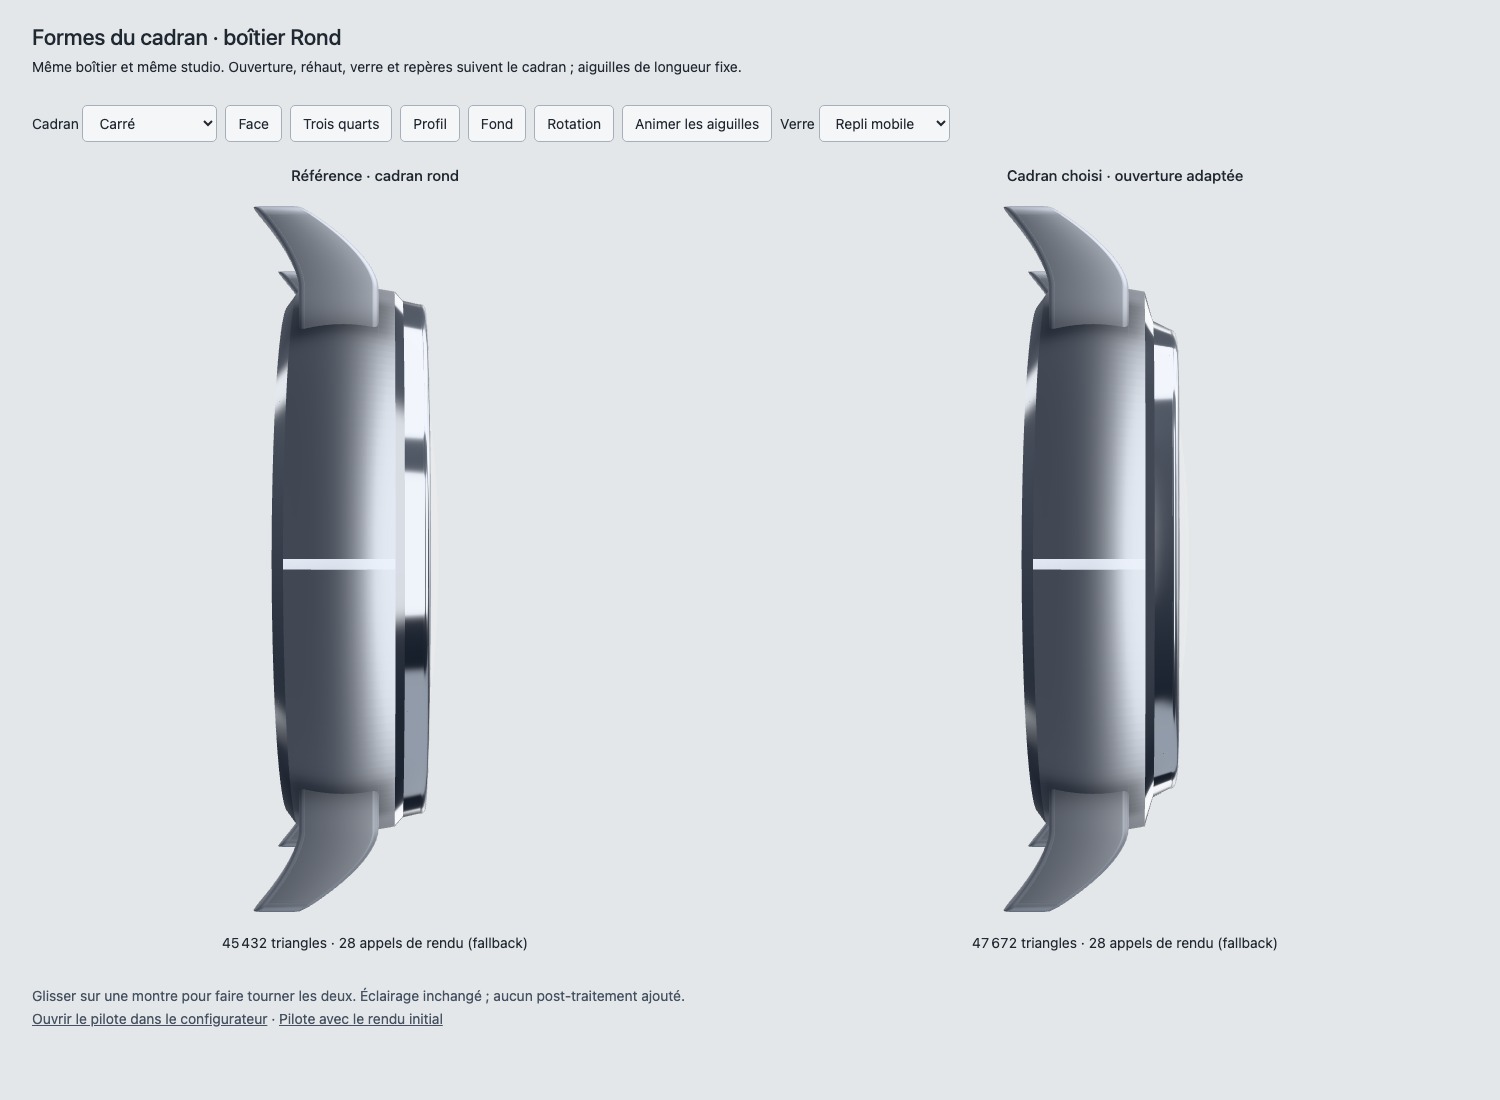 Formes du cadran · boîtier Rond
Même boîtier et même studio. Ouverture, réhaut, verre et repères suivent le cadran ; aiguilles de longueur fixe.
Cadran Carré Face Trois quarts Profil Fond Rotation Animer les aiguilles Verre Repli mobile
Référence · cadran rond
Cadran choisi · ouverture adaptée
45 432 triangles · 28 appels de rendu (fallback)
47 672 triangles · 28 appels de rendu (fallback)
Glisser sur une montre pour faire tourner les deux. Éclairage inchangé ; aucun post-traitement ajouté.
Ouvrir le pilote dans le configurateur · Pilote avec le rendu initial